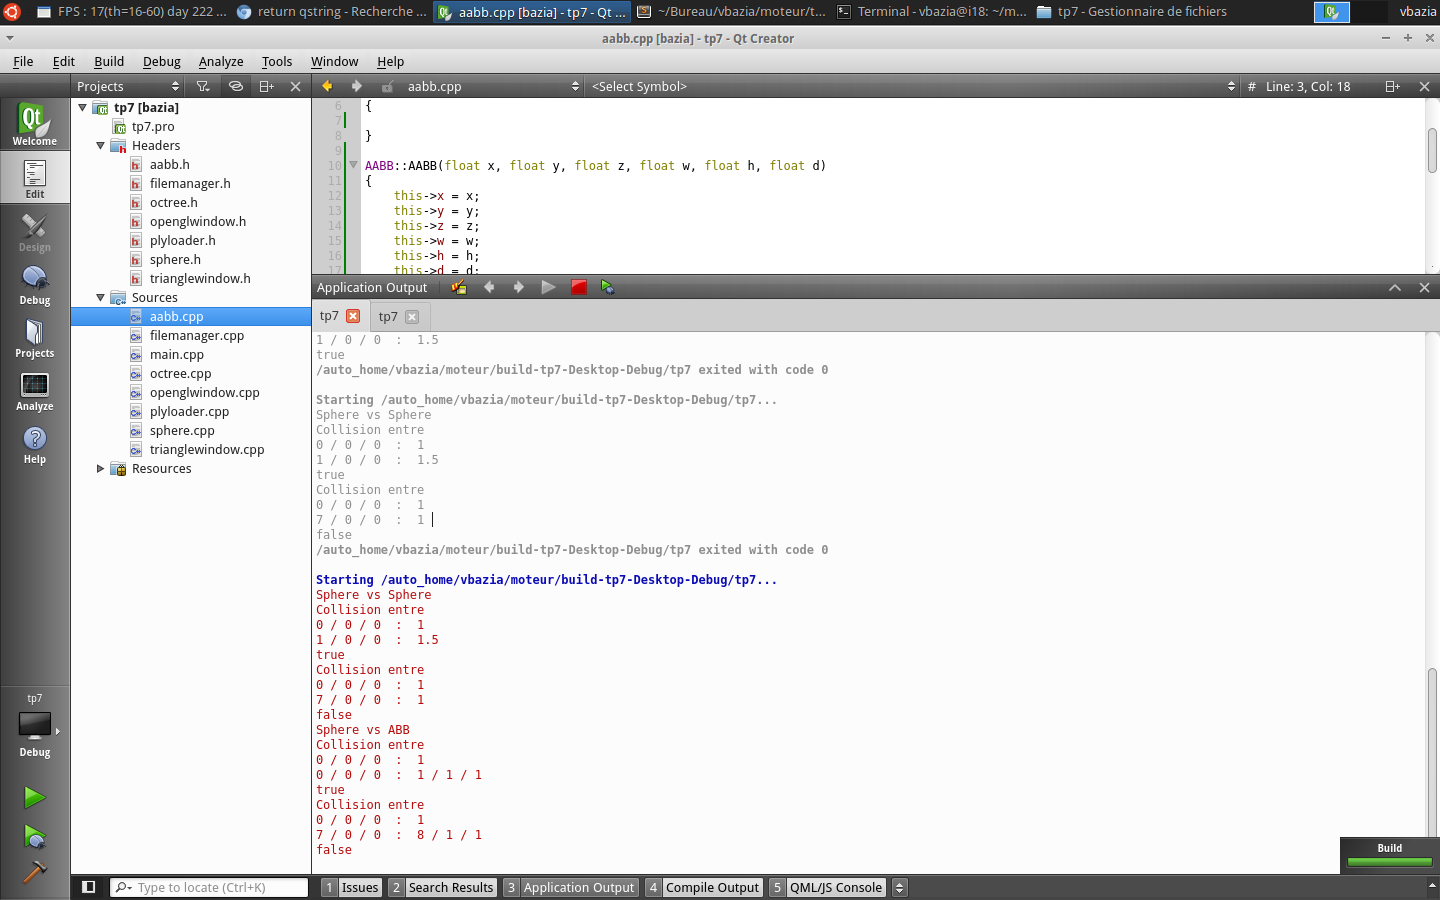 FPS : 17(th=16-60) day 222 ...
return qstring - Recherche ...
aabb.cpp [bazia] - tp7 - Qt ...
~/Bureau/vbazia/moteur/t...
Terminal - vbazia@i18: ~/m...
tp7 - Gestionnaire de fichiers
vbazia
aabb.cpp [bazia] - tp7 - Qt Creator
File Edit Build Debug Analyze Tools Window Help
Projects
aabb.cpp
<Select Symbol>
# Line: 3, Col: 18
Welcome
Edit
Design
Debug
Projects
Analyze
Help
tp7
Debug
tp7 [bazia]
tp7.pro
Headers
aabb.h
filemanager.h
octree.h
openglwindow.h
plyloader.h
sphere.h
trianglewindow.h
Sources
aabb.cpp
filemanager.cpp
main.cpp
octree.cpp
openglwindow.cpp
plyloader.cpp
sphere.cpp
trianglewindow.cpp
Resources
6 {
7
8 }
9
10 AABB::AABB(float x, float y, float z, float w, float h, float d)
11 {
12 this->x = x;
13 this->y = y;
14 this->z = z;
15 this->w = w;
16 this->h = h;
17 this->d = d;
Application Output
tp7
tp7
1 / 0 / 0  :  1.5
true
/auto_home/vbazia/moteur/build-tp7-Desktop-Debug/tp7 exited with code 0
Starting /auto_home/vbazia/moteur/build-tp7-Desktop-Debug/tp7...
Sphere vs Sphere
Collision entre
0 / 0 / 0  :  1
1 / 0 / 0  :  1.5
true
Collision entre
0 / 0 / 0  :  1
7 / 0 / 0  :  1
false
/auto_home/vbazia/moteur/build-tp7-Desktop-Debug/tp7 exited with code 0
Starting /auto_home/vbazia/moteur/build-tp7-Desktop-Debug/tp7...
Sphere vs Sphere
Collision entre
0 / 0 / 0  :  1
1 / 0 / 0  :  1.5
true
Collision entre
0 / 0 / 0  :  1
7 / 0 / 0  :  1
false
Sphere vs ABB
Collision entre
0 / 0 / 0  :  1
0 / 0 / 0  :  1 / 1 / 1
true
Collision entre
0 / 0 / 0  :  1
7 / 0 / 0  :  8 / 1 / 1
false
Build
Type to locate (Ctrl+K)
1 Issues
2 Search Results
3 Application Output
4 Compile Output
5 QML/JS Console